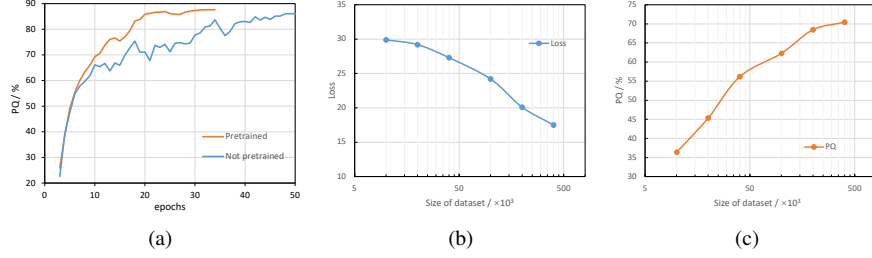 90
80
70
60
50
40
30
20
PQ / %
Pretrained
Not pretrained
0 10 20 30 40 50
epochs
(a)
35
30
25
20
15
10
Loss
Loss
5 50 500
Size of dataset / ×10³
(b)
75
70
65
60
55
50
45
40
35
30
PQ / %
PQ
5 50 500
Size of dataset / ×10³
(c)